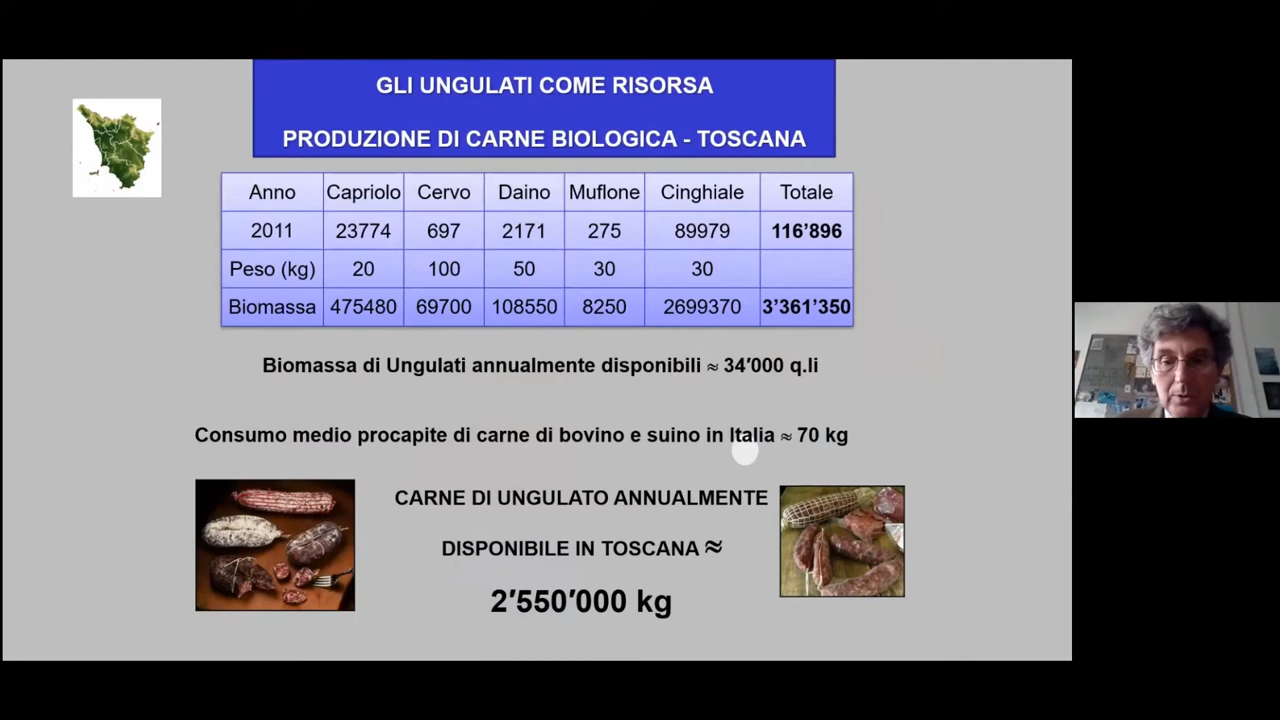 GLI UNGULATI COME RISORSA
PRODUZIONE DI CARNE BIOLOGICA - TOSCANA
Anno Capriolo Cervo Daino Muflone Cinghiale Totale
2011 23774 697 2171 275 89979 116’896
Peso (kg) 20 100 50 30 30
Biomassa 475480 69700 108550 8250 2699370 3’361’350
Biomassa di Ungulati annualmente disponibili ≈ 34’000 q.li
Consumo medio procapite di carne di bovino e suino in Italia ≈ 70 kg
CARNE DI UNGULATO ANNUALMENTE
DISPONIBILE IN TOSCANA ≈
2’550’000 kg